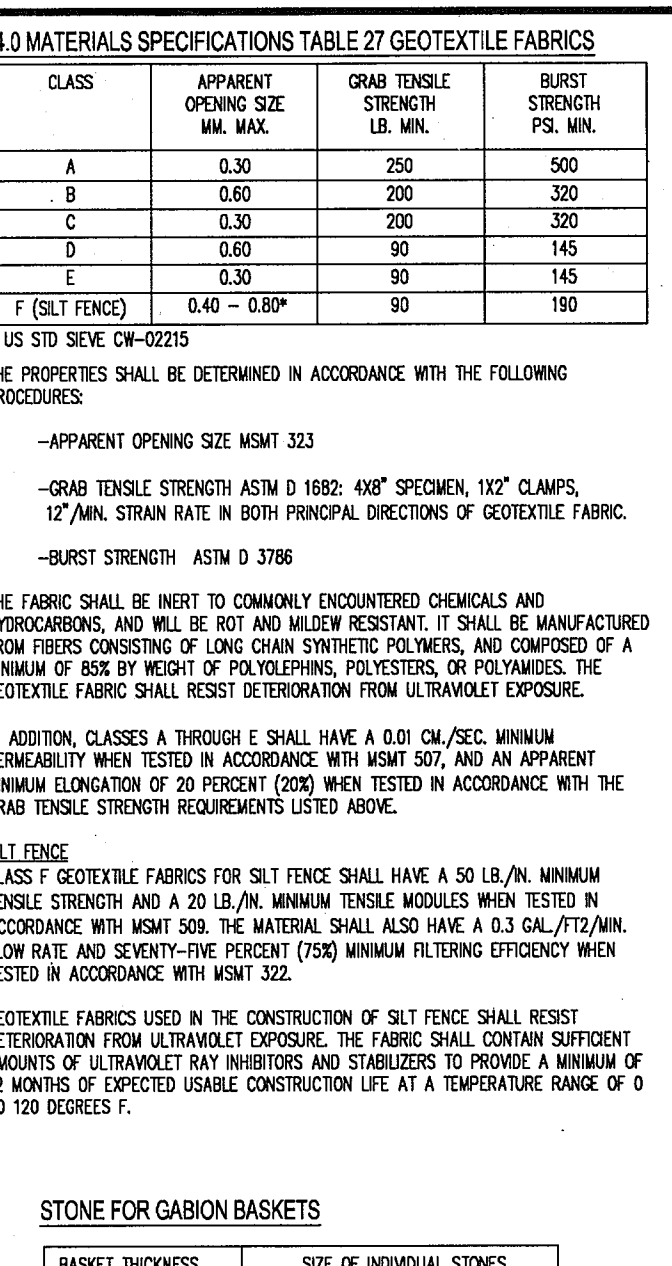 4.0 MATERIALS SPECIFICATIONS TABLE 27 GEOTEXTILE FABRICS
CLASS APPARENT OPENING SIZE MM. MAX. GRAB TENSILE STRENGTH LB. MIN. BURST STRENGTH PSI. MIN.
A 0.30 250 500
B 0.60 200 320
C 0.30 200 320
D 0.60 90 145
E 0.30 90 145
F (SILT FENCE) 0.40 – 0.80* 90 190
US STD SIEVE CW–02215
HE PROPERTIES SHALL BE DETERMINED IN ACCORDANCE WITH THE FOLLOWING
ROCEDURES:
–APPARENT OPENING SIZE MSMT 323
–GRAB TENSILE STRENGTH ASTM D 1682: 4X8" SPECIMEN, 1X2" CLAMPS,
12"/MIN. STRAIN RATE IN BOTH PRINCIPAL DIRECTIONS OF GEOTEXTILE FABRIC.
–BURST STRENGTH ASTM D 3786
HE FABRIC SHALL BE INERT TO COMMONLY ENCOUNTERED CHEMICALS AND
YDROCARBONS, AND WILL BE ROT AND MILDEW RESISTANT. IT SHALL BE MANUFACTURED
ROM FIBERS CONSISTING OF LONG CHAIN SYNTHETIC POLYMERS, AND COMPOSED OF A
INIMUM OF 85% BY WEIGHT OF POLYOLEPHINS, POLYESTERS, OR POLYAMIDES. THE
EOTEXTILE FABRIC SHALL RESIST DETERIORATION FROM ULTRAVIOLET EXPOSURE.
ADDITION, CLASSES A THROUGH E SHALL HAVE A 0.01 CM./SEC. MINIMUM
ERMEABILITY WHEN TESTED IN ACCORDANCE WITH MSMT 507, AND AN APPARENT
INIMUM ELONGATION OF 20 PERCENT (20%) WHEN TESTED IN ACCORDANCE WITH THE
RAB TENSILE STRENGTH REQUIREMENTS LISTED ABOVE.
ILT FENCE
LASS F GEOTEXTILE FABRICS FOR SILT FENCE SHALL HAVE A 50 LB./IN. MINIMUM
ENSILE STRENGTH AND A 20 LB./IN. MINIMUM TENSILE MODULES WHEN TESTED IN
CCORDANCE WITH MSMT 509. THE MATERIAL SHALL ALSO HAVE A 0.3 GAL./FT2/MIN.
LOW RATE AND SEVENTY–FIVE PERCENT (75%) MINIMUM FILTERING EFFICIENCY WHEN
ESTED IN ACCORDANCE WITH MSMT 322.
EOTEXTILE FABRICS USED IN THE CONSTRUCTION OF SILT FENCE SHALL RESIST
ETERIORATION FROM ULTRAVIOLET EXPOSURE. THE FABRIC SHALL CONTAIN SUFFICIENT
MOUNTS OF ULTRAVIOLET RAY INHIBITORS AND STABILIZERS TO PROVIDE A MINIMUM OF
2 MONTHS OF EXPECTED USABLE CONSTRUCTION LIFE AT A TEMPERATURE RANGE OF 0
O 120 DEGREES F.
STONE FOR GABION BASKETS
BASKET THICKNESS SIZE OF INDIVIDUAL STONES